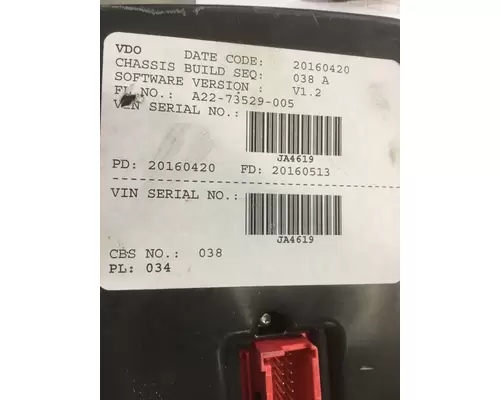 VDO DATE CODE: 20160420
CHASSIS BUILD SEQ: 038 A
SOFTWARE VERSION : V1.2
FL NO.: A22-73529-005
VIN SERIAL NO.:
JA4619
PD: 20160420 FD: 20160513
VIN SERIAL NO.:
JA4619
CBS NO.: 038
PL: 034